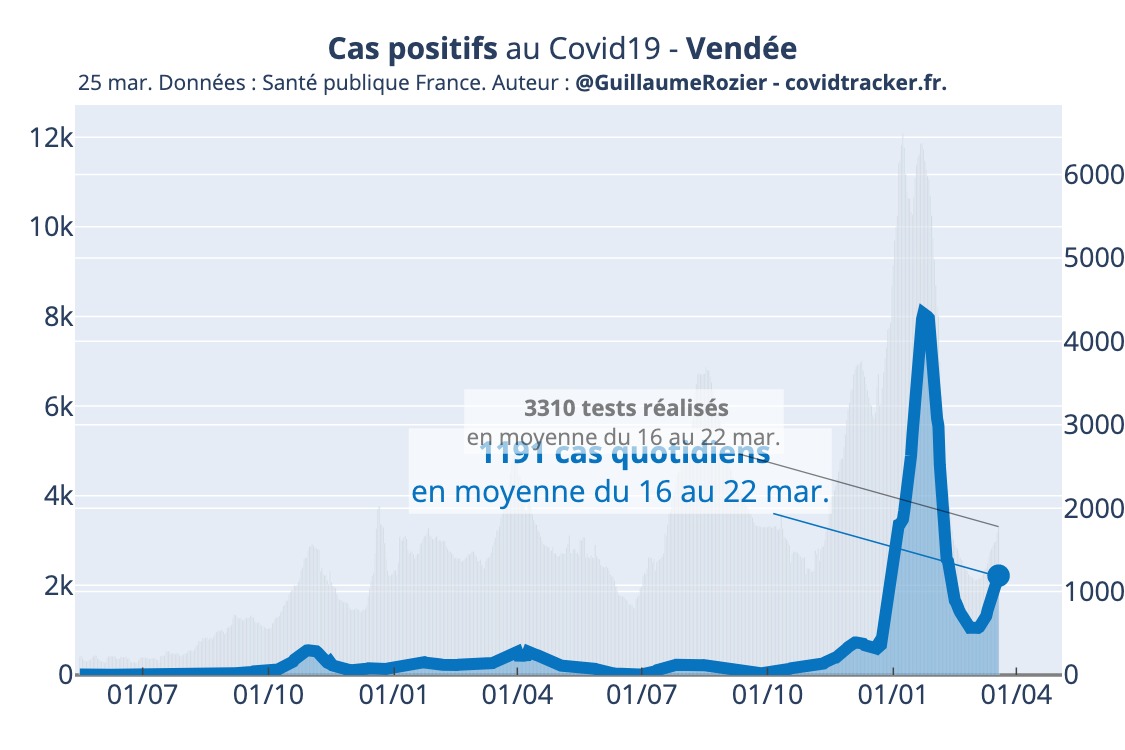 Cas positifs au Covid19 - Vendée
25 mar. Données : Santé publique France. Auteur : @GuillaumeRozier - covidtracker.fr.
12k
10k
8k
6k
4k
2k
0
6000
5000
4000
3000
2000
1000
0
3310 tests réalisés
en moyenne du 16 au 22 mar.
1191 cas quotidiens
en moyenne du 16 au 22 mar.
01/07 01/10 01/01 01/04 01/07 01/10 01/01 01/04